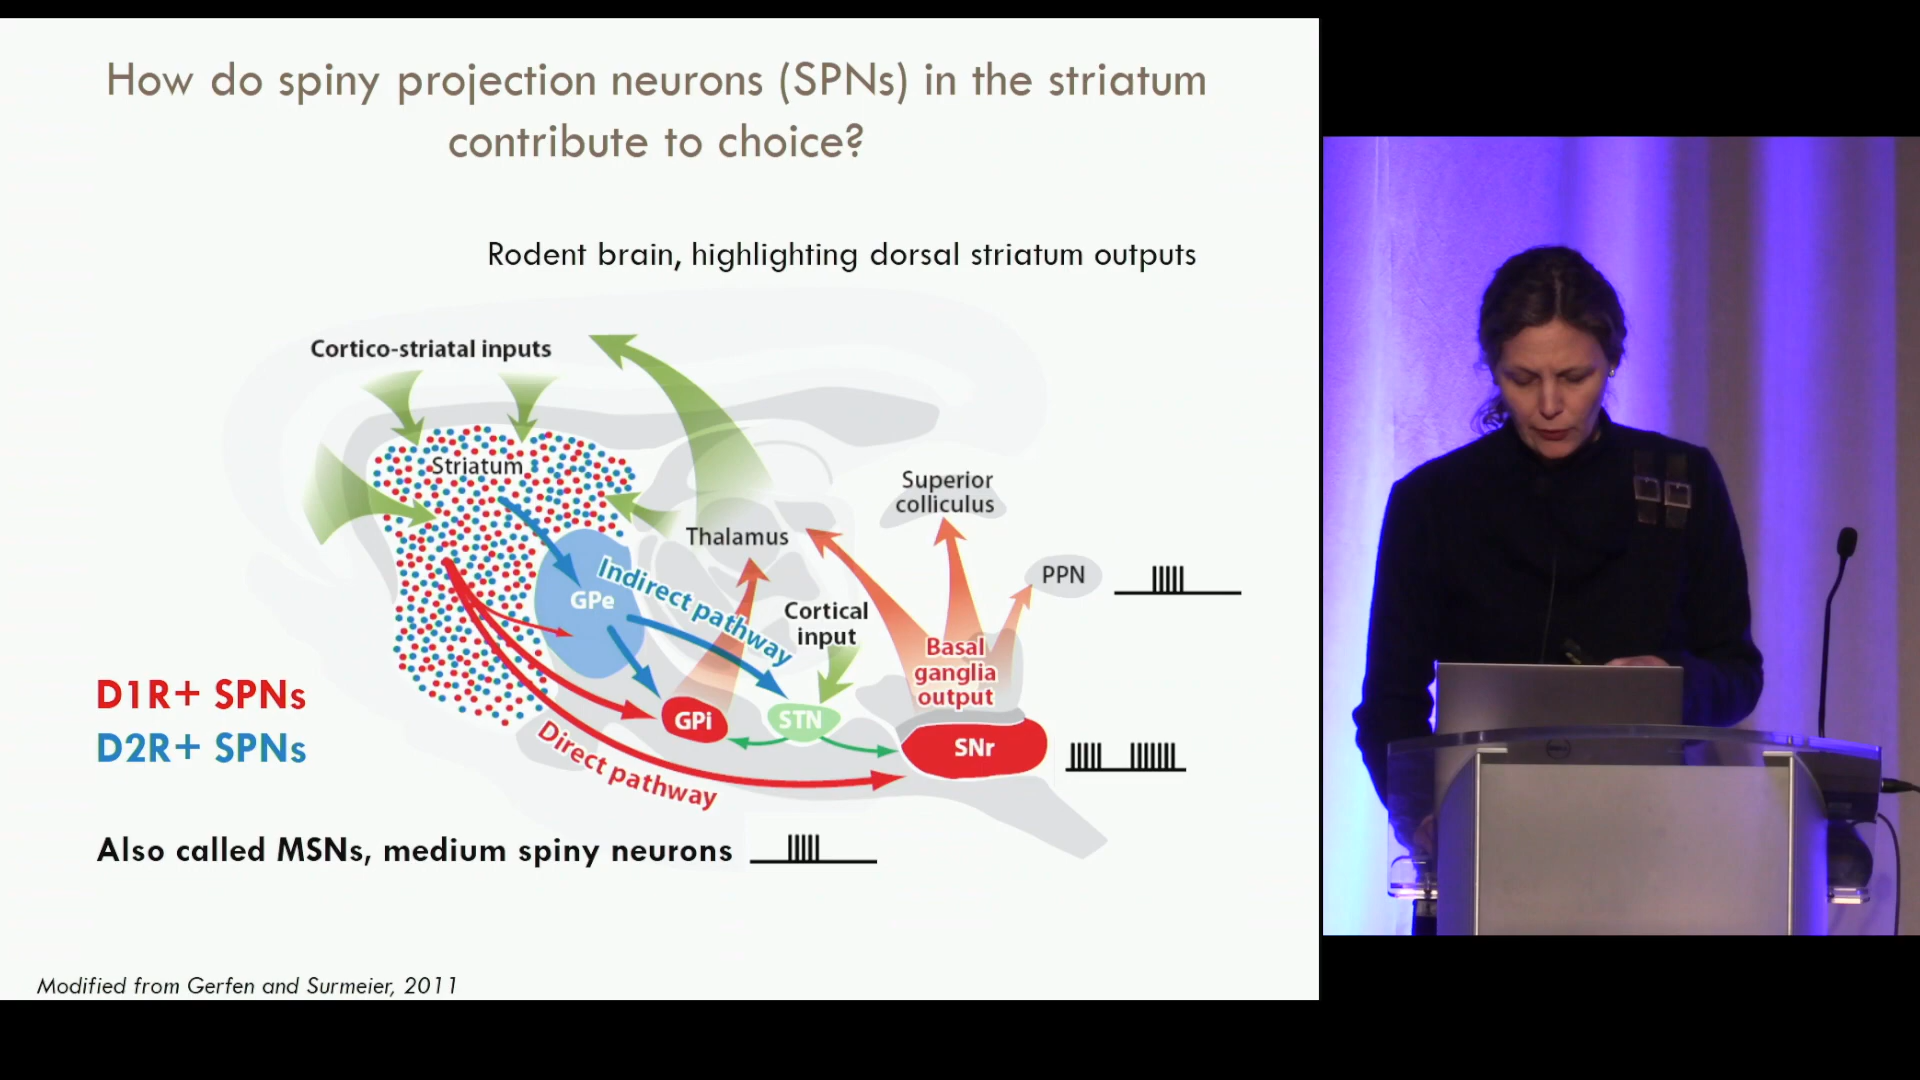 How do spiny projection neurons (SPNs) in the striatum
contribute to choice?
Rodent brain, highlighting dorsal striatum outputs
Cortico-striatal inputs
Striatum
Superior
colliculus
Thalamus
PPN
Indirect pathway
GPe
Cortical
input
Basal
ganglia
output
D1R+ SPNs
D2R+ SPNs
GPi
STN
SNr
Direct pathway
Also called MSNs, medium spiny neurons
Modified from Gerfen and Surmeier, 2011